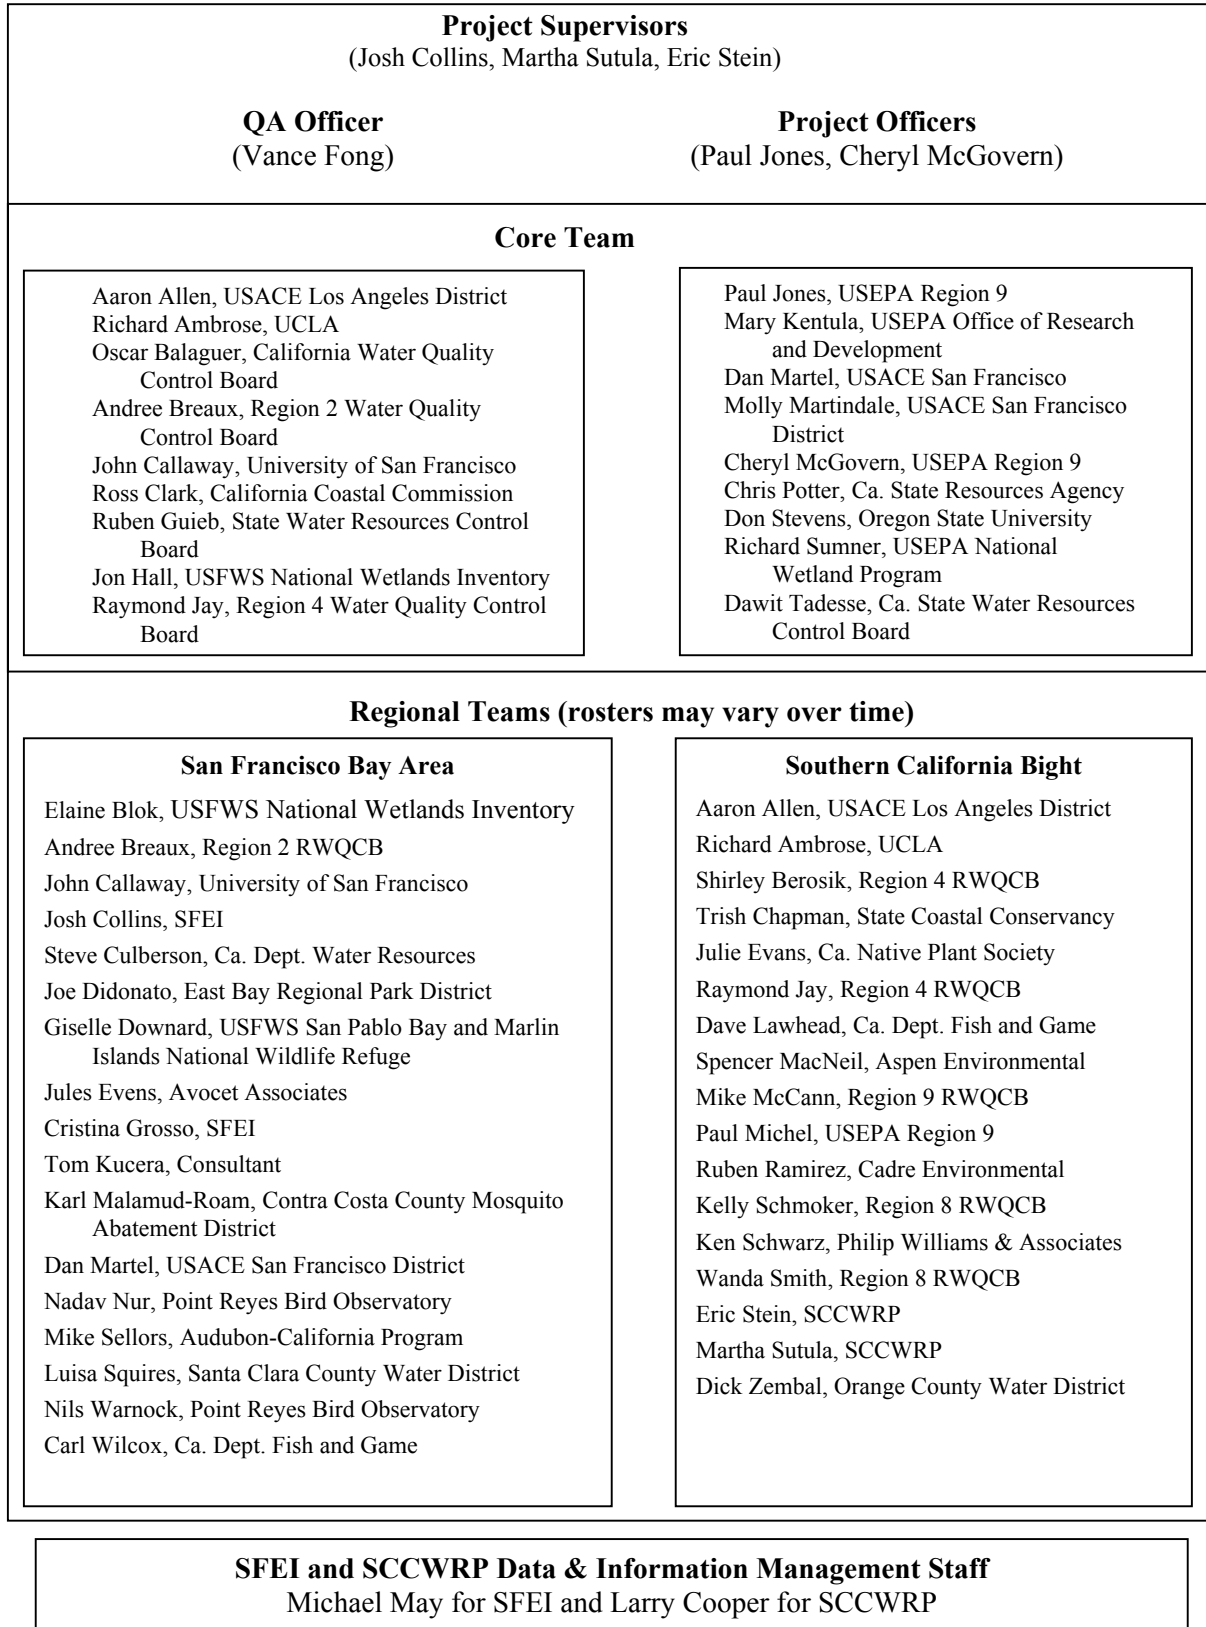 Project Supervisors
(Josh Collins, Martha Sutula, Eric Stein)
QA Officer
(Vance Fong)
Project Officers
(Paul Jones, Cheryl McGovern)
Core Team
Aaron Allen, USACE Los Angeles District
Richard Ambrose, UCLA
Oscar Balaguer, California Water Quality
Control Board
Andree Breaux, Region 2 Water Quality
Control Board
John Callaway, University of San Francisco
Ross Clark, California Coastal Commission
Ruben Guieb, State Water Resources Control
Board
Jon Hall, USFWS National Wetlands Inventory
Raymond Jay, Region 4 Water Quality Control
Board
Paul Jones, USEPA Region 9
Mary Kentula, USEPA Office of Research
and Development
Dan Martel, USACE San Francisco
Molly Martindale, USACE San Francisco
District
Cheryl McGovern, USEPA Region 9
Chris Potter, Ca. State Resources Agency
Don Stevens, Oregon State University
Richard Sumner, USEPA National
Wetland Program
Dawit Tadesse, Ca. State Water Resources
Control Board
Regional Teams (rosters may vary over time)
San Francisco Bay Area
Elaine Blok, USFWS National Wetlands Inventory
Andree Breaux, Region 2 RWQCB
John Callaway, University of San Francisco
Josh Collins, SFEI
Steve Culberson, Ca. Dept. Water Resources
Joe Didonato, East Bay Regional Park District
Giselle Downard, USFWS San Pablo Bay and Marlin
Islands National Wildlife Refuge
Jules Evens, Avocet Associates
Cristina Grosso, SFEI
Tom Kucera, Consultant
Karl Malamud-Roam, Contra Costa County Mosquito
Abatement District
Dan Martel, USACE San Francisco District
Nadav Nur, Point Reyes Bird Observatory
Mike Sellors, Audubon-California Program
Luisa Squires, Santa Clara County Water District
Nils Warnock, Point Reyes Bird Observatory
Carl Wilcox, Ca. Dept. Fish and Game
Southern California Bight
Aaron Allen, USACE Los Angeles District
Richard Ambrose, UCLA
Shirley Berosik, Region 4 RWQCB
Trish Chapman, State Coastal Conservancy
Julie Evans, Ca. Native Plant Society
Raymond Jay, Region 4 RWQCB
Dave Lawhead, Ca. Dept. Fish and Game
Spencer MacNeil, Aspen Environmental
Mike McCann, Region 9 RWQCB
Paul Michel, USEPA Region 9
Ruben Ramirez, Cadre Environmental
Kelly Schmoker, Region 8 RWQCB
Ken Schwarz, Philip Williams & Associates
Wanda Smith, Region 8 RWQCB
Eric Stein, SCCWRP
Martha Sutula, SCCWRP
Dick Zembal, Orange County Water District
SFEI and SCCWRP Data & Information Management Staff
Michael May for SFEI and Larry Cooper for SCCWRP